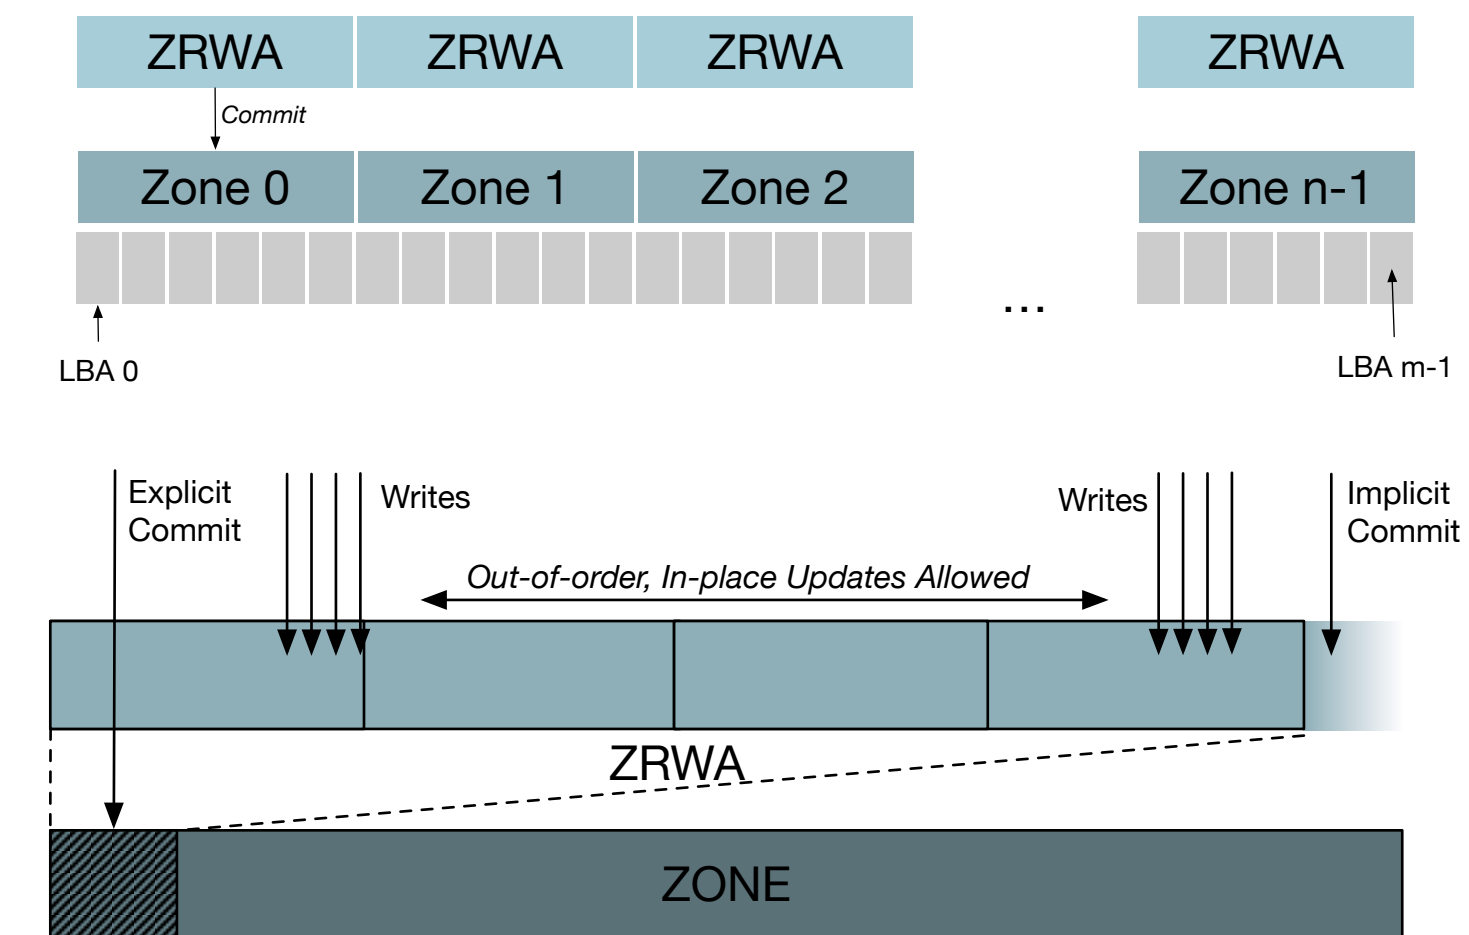 ZRWA ZRWA ZRWA ZRWA
Commit
Zone 0 Zone 1 Zone 2 Zone n-1
...
LBA 0 LBA m-1
Explicit
Commit
Writes
Writes
Implicit
Commit
Out-of-order, In-place Updates Allowed
ZRWA
ZONE